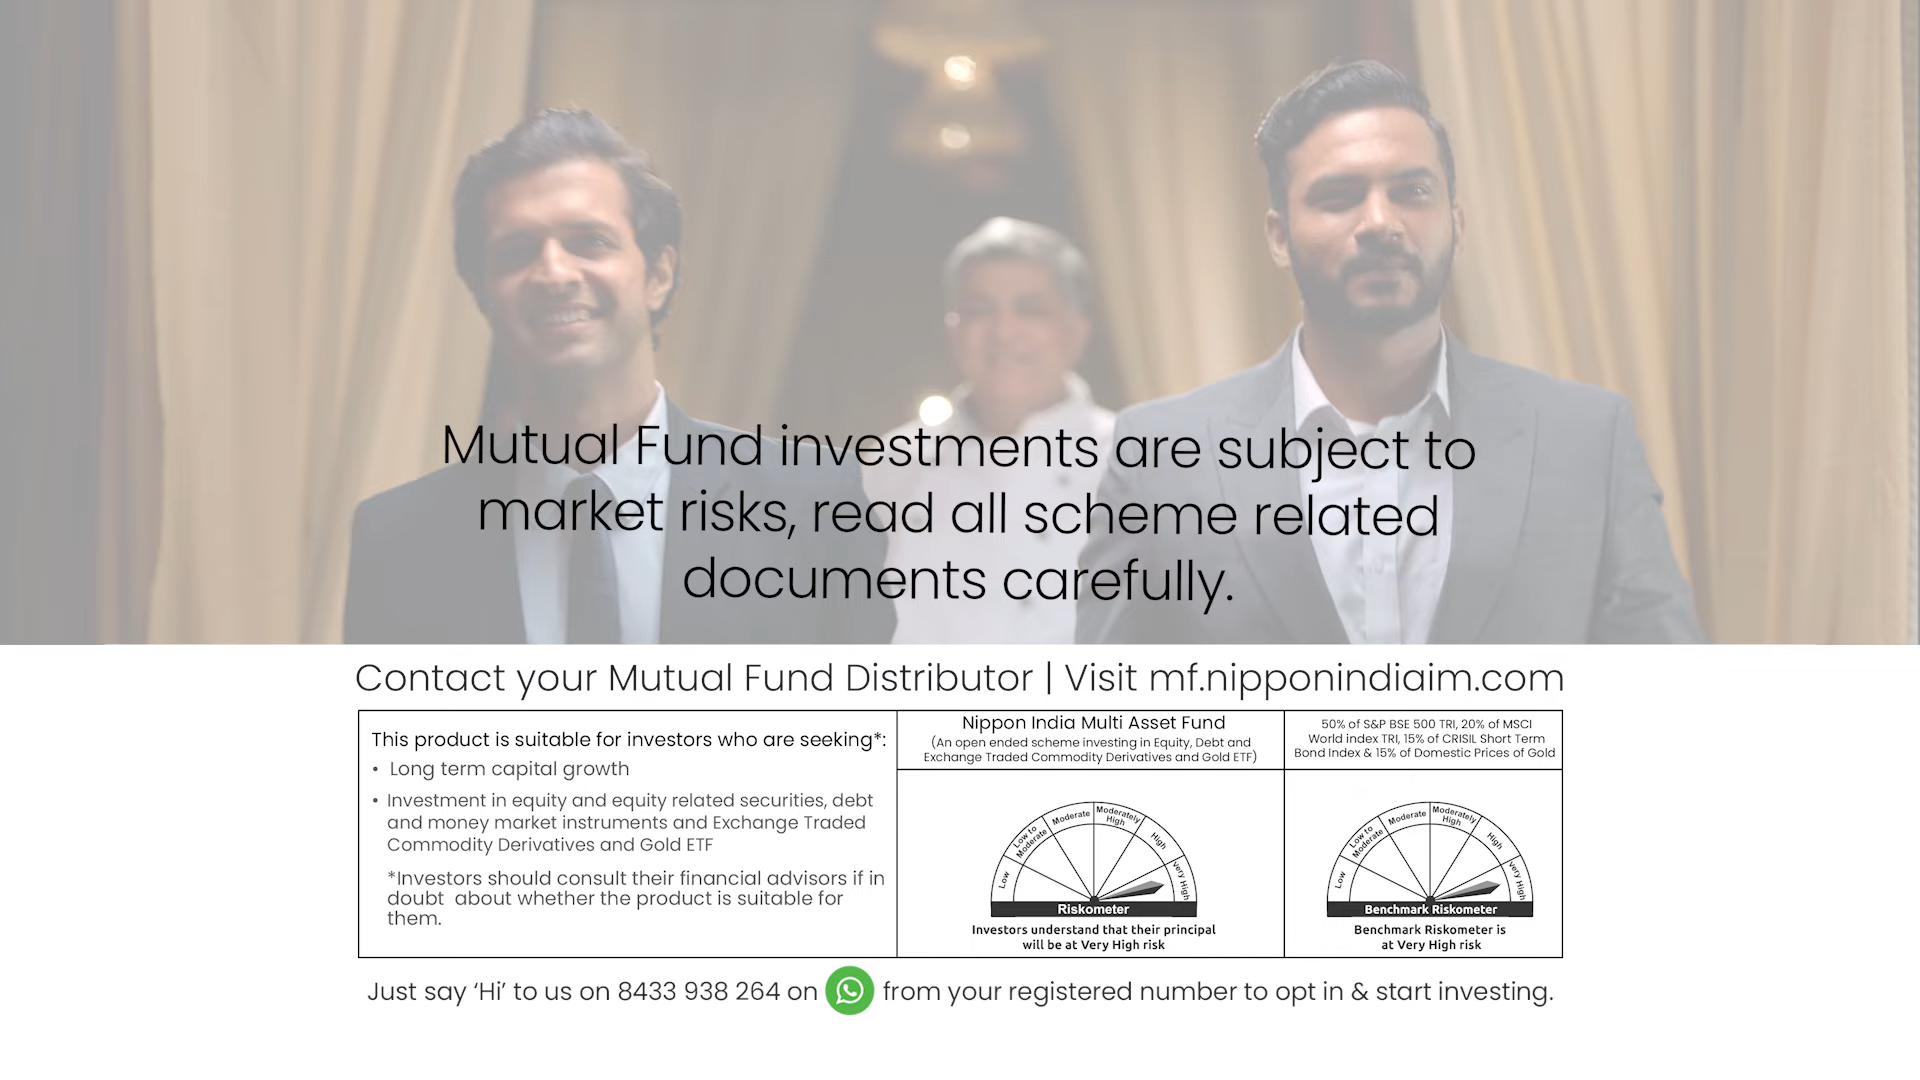 Mutual Fund investments are subject to
market risks, read all scheme related
documents carefully.
Contact your Mutual Fund Distributor | Visit mf.nipponindiaim.com
This product is suitable for investors who are seeking*:
• Long term capital growth
• Investment in equity and equity related securities, debt
and money market instruments and Exchange Traded
Commodity Derivatives and Gold ETF
*Investors should consult their financial advisors if in
doubt about whether the product is suitable for
them.
Nippon India Multi Asset Fund
(An open ended scheme investing in Equity, Debt and
Exchange Traded Commodity Derivatives and Gold ETF)
Low
Low to
Moderate
Moderate
Moderately
High
High
Very High
Riskometer
Investors understand that their principal
will be at Very High risk
50% of S&P BSE 500 TRI, 20% of MSCI
World index TRI, 15% of CRISIL Short Term
Bond Index & 15% of Domestic Prices of Gold
Low
Low to
Moderate
Moderate
Moderately
High
High
Very High
Benchmark Riskometer
Benchmark Riskometer is
at Very High risk
Just say ‘Hi’ to us on 8433 938 264 on from your registered number to opt in & start investing.